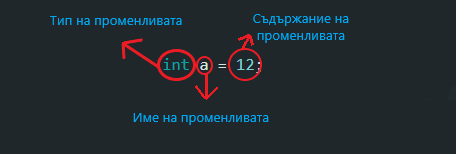 Тип на променливата
Съдържание на
променливата
int a = 12;
Име на променливата